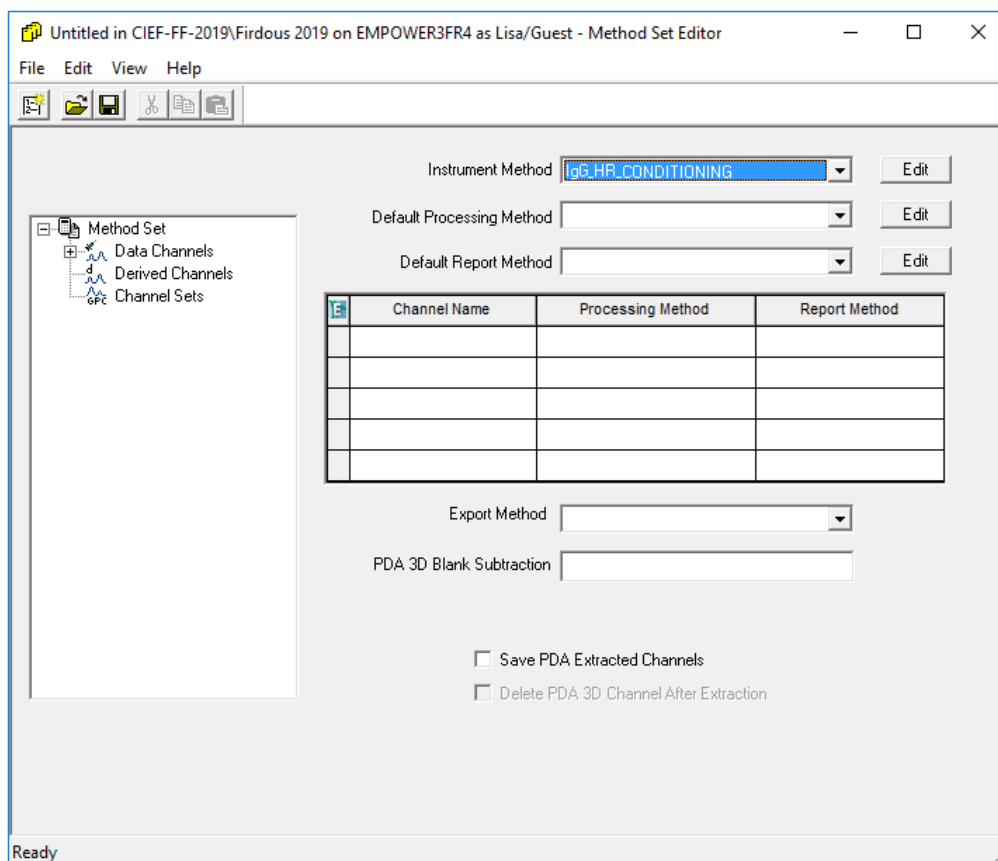 Untitled in CIEF-FF-2019\Firdous 2019 on EMPOWER3FR4 as Lisa/Guest - Method Set Editor
File Edit View Help
Instrument Method IgG_HR_CONDITIONING Edit
Default Processing Method Edit
Default Report Method Edit
Method Set
Data Channels
Derived Channels
GPC Channel Sets
Channel Name Processing Method Report Method
Export Method
PDA 3D Blank Subtraction
Save PDA Extracted Channels
Delete PDA 3D Channel After Extraction
Ready